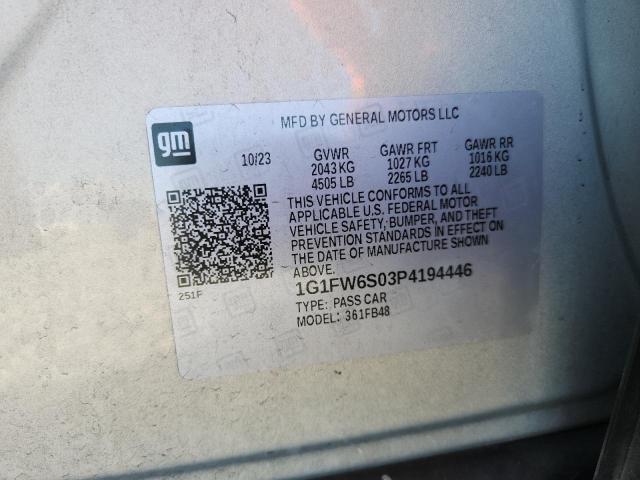 MFD BY GENERAL MOTORS LLC
gm
10/23 GVWR GAWR FRT GAWR RR
2043 KG 1027 KG 1016 KG
4505 LB 2265 LB 2240 LB
THIS VEHICLE CONFORMS TO ALL
APPLICABLE U.S. FEDERAL MOTOR
VEHICLE SAFETY, BUMPER, AND THEFT
PREVENTION STANDARDS IN EFFECT ON
THE DATE OF MANUFACTURE SHOWN
ABOVE.
251F
1G1FW6S03P4194446
TYPE: PASS CAR
MODEL: 361FB48